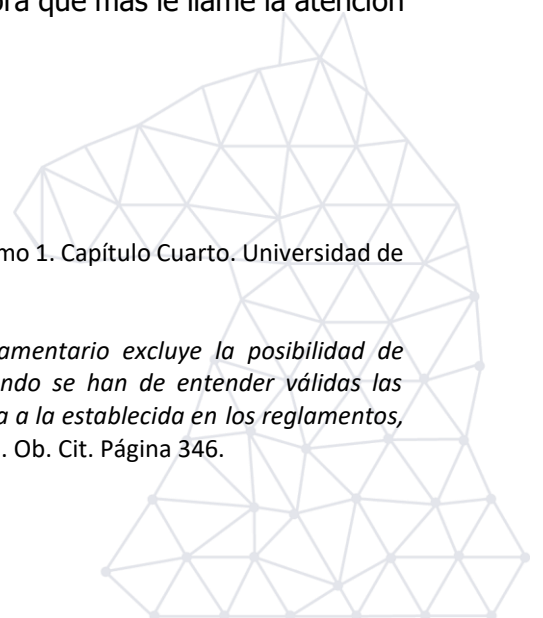 ora que más le llame la atención
mo 1. Capítulo Cuarto. Universidad de
amentario excluye la posibilidad de
ndo se han de entender válidas las
a a la establecida en los reglamentos,
. Ob. Cit. Página 346.